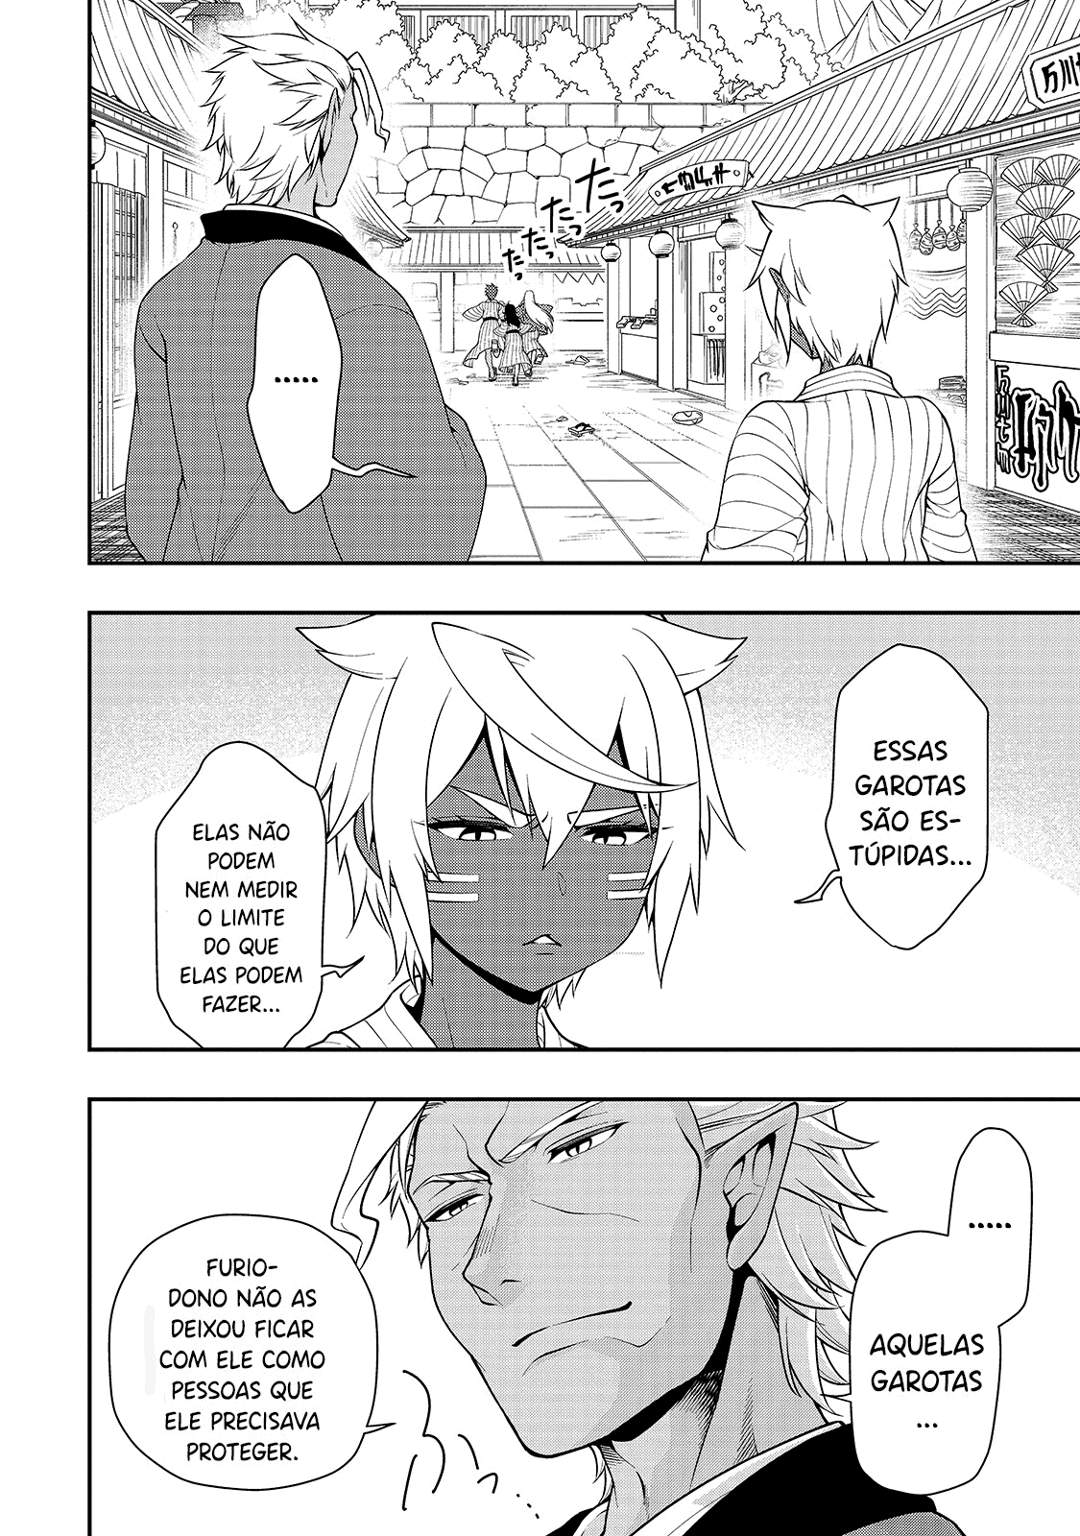 たっ
たっ
たっ
たっ
.....
ESSAS
GAROTAS
SÃO ES-
TÚPIDAS...
ELAS NÃO
PODEM
NEM MEDIR
O LIMITE
DO QUE
ELAS PODEM
FAZER...
.....
AQUELAS
GAROTAS
...
FURIO-
DONO NÃO AS
DEIXOU FICAR
COM ELE COMO
PESSOAS QUE
ELE PRECISAVA
PROTEGER.